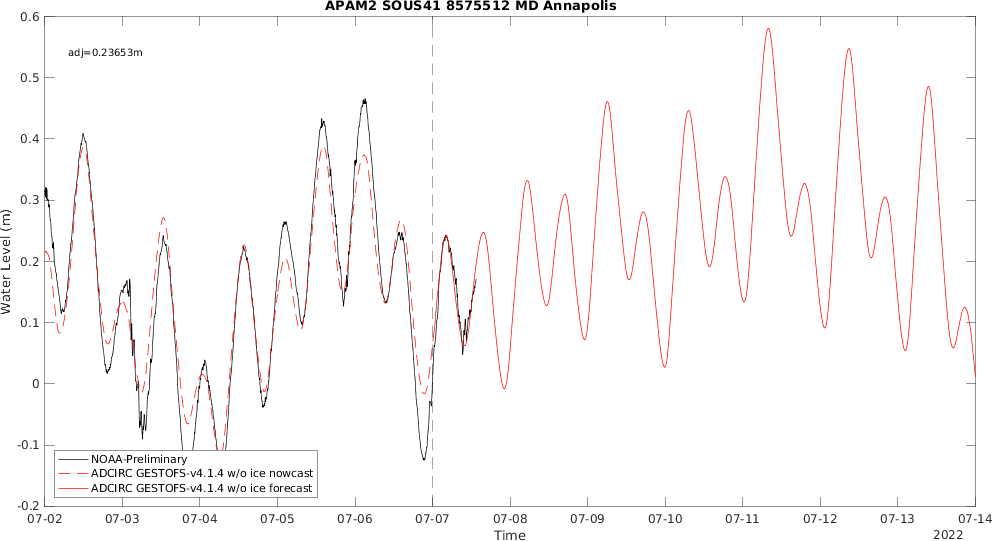 APAM2 SOUS41 8575512 MD Annapolis
adj=0.23653m
Water Level (m)
0.6
0.5
0.4
0.3
0.2
0.1
0
-0.1
-0.2
NOAA-Preliminary
ADCIRC GESTOFS-v4.1.4 w/o ice nowcast
ADCIRC GESTOFS-v4.1.4 w/o ice forecast
07-02 07-03 07-04 07-05 07-06 07-07 07-08 07-09 07-10 07-11 07-12 07-13 07-14
Time
2022